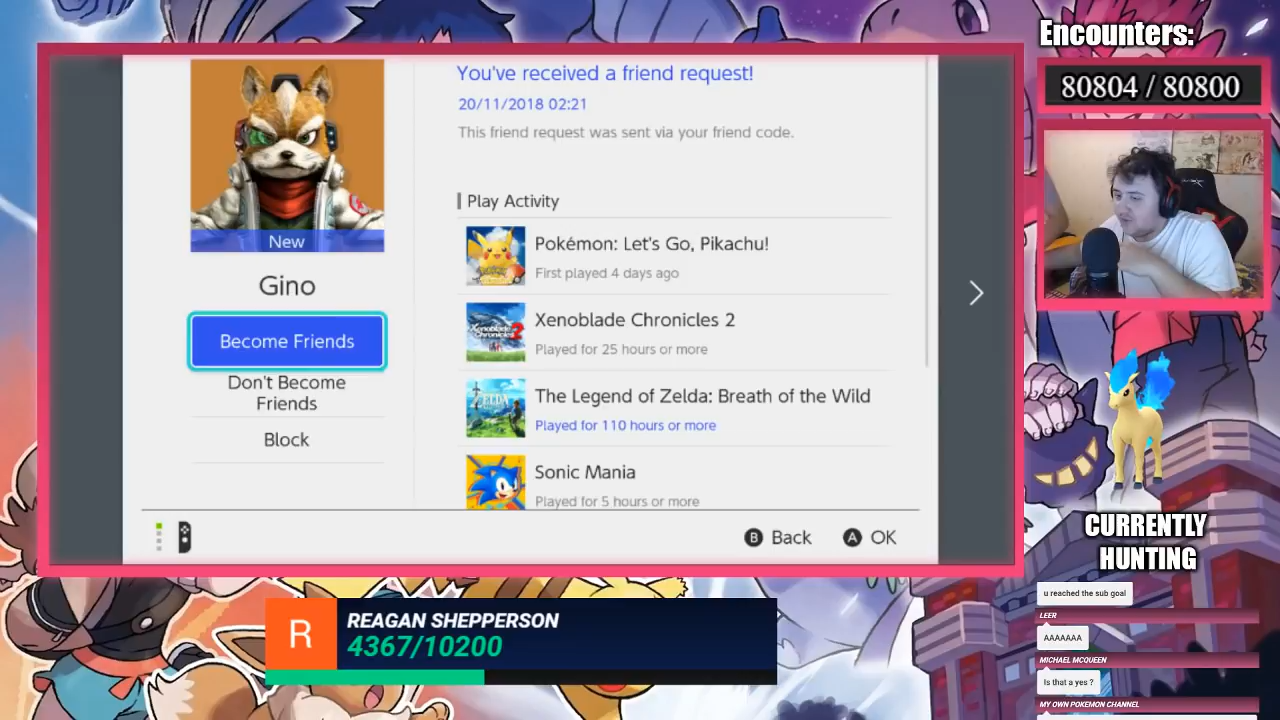 Encounters:
80804 / 80800
You've received a friend request!
20/11/2018 02:21
This friend request was sent via your friend code.
New
Gino
Become Friends
Don't Become
Friends
Block
Play Activity
Pokémon: Let's Go, Pikachu!
First played 4 days ago
Xenoblade Chronicles 2
Played for 25 hours or more
The Legend of Zelda: Breath of the Wild
Played for 110 hours or more
Sonic Mania
Played for 5 hours or more
B Back
A OK
CURRENTLY
HUNTING
u reached the sub goal
LEER
AAAAAAA
MICHAEL MCQUEEN
Is that a yes ?
MY OWN POKEMON CHANNEL
R
REAGAN SHEPPERSON
4367/10200